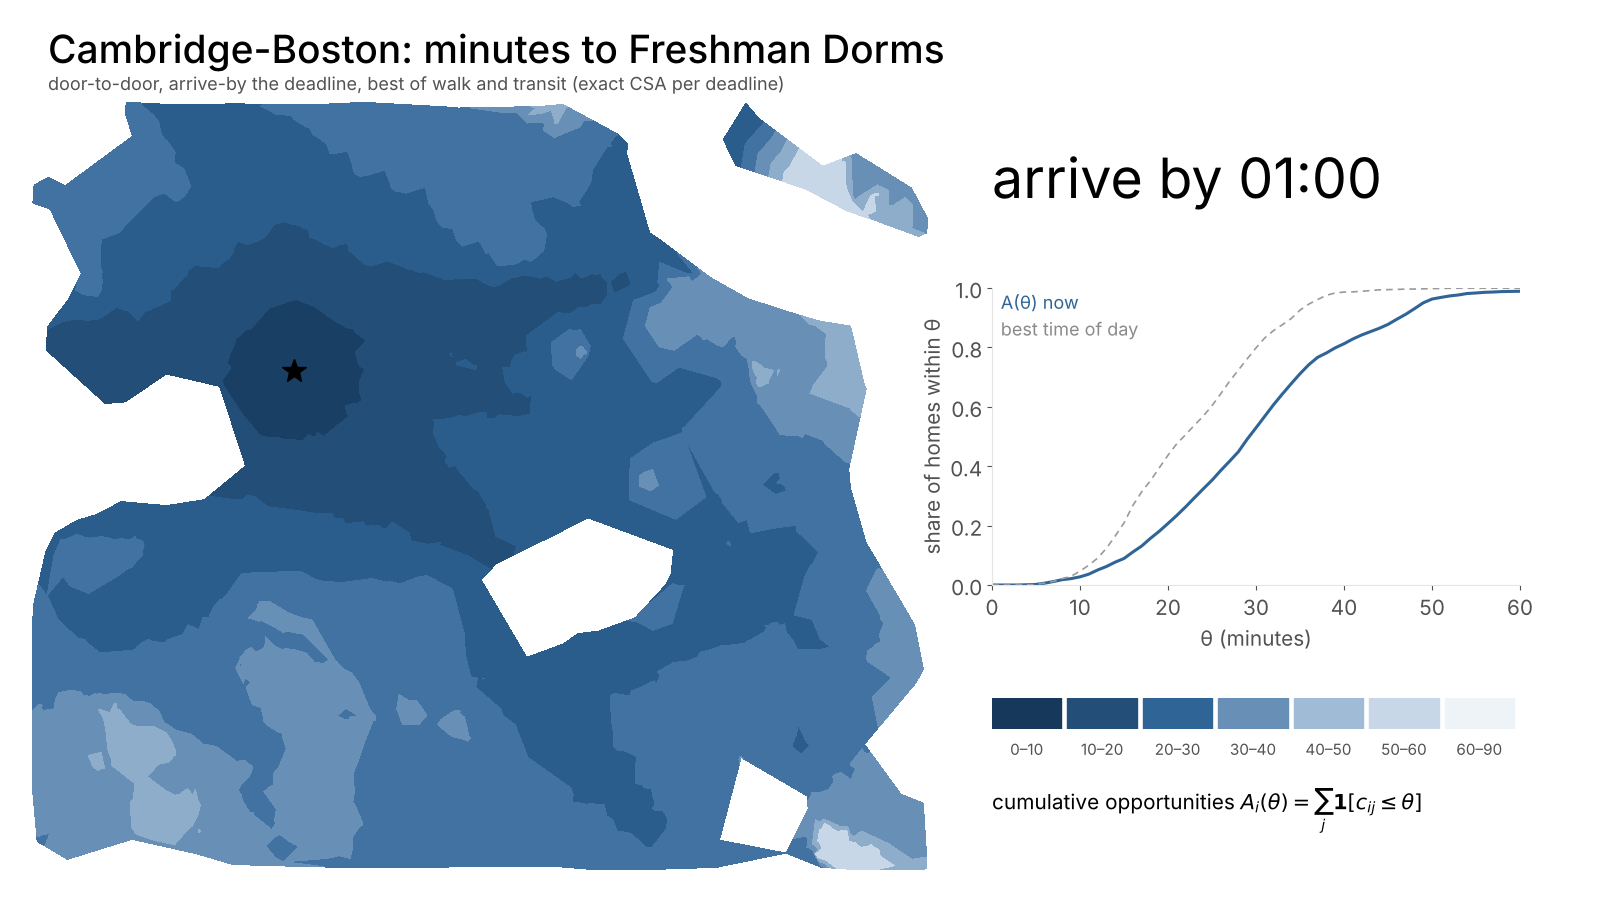 Cambridge-Boston: minutes to Freshman Dorms
door-to-door, arrive-by the deadline, best of walk and transit (exact CSA per deadline)
arrive by 01:00
A(θ) now
best time of day
share of homes within θ
1.0
0.8
0.6
0.4
0.2
0.0
0 10 20 30 40 50 60
θ (minutes)
0–10 10–20 20–30 30–40 40–50 50–60 60–90
cumulative opportunities A_i(θ) = ∑_j 1[c_ij ≤ θ]